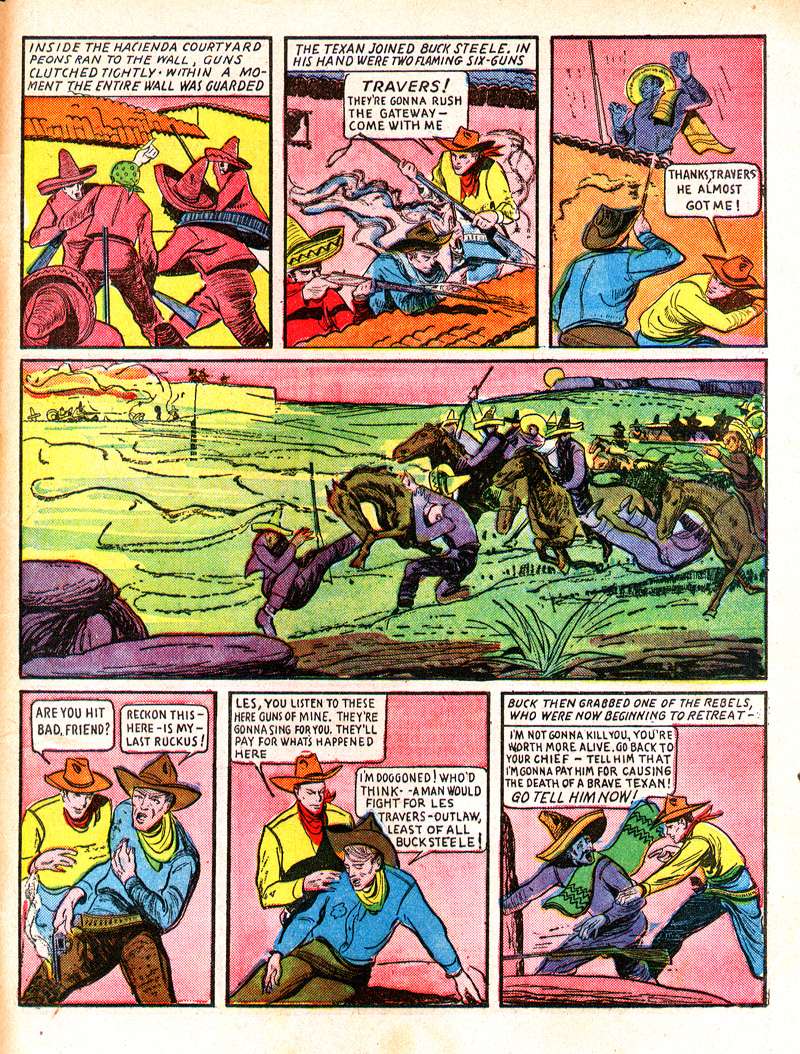 INSIDE THE HACIENDA COURTYARD
PEONS RAN TO THE WALL, GUNS
CLUTCHED TIGHTLY. WITHIN A MO-
MENT THE ENTIRE WALL WAS GUARDED
THE TEXAN JOINED BUCK STEELE. IN
HIS HAND WERE TWO FLAMING SIX-GUNS
TRAVERS!
THEY'RE GONNA RUSH
THE GATEWAY—
COME WITH ME
THANKS, TRAVERS
HE ALMOST
GOT ME!
ARE YOU HIT
BAD, FRIEND?
RECKON THIS—
HERE-IS MY-
LAST RUCKUS!
LES, YOU LISTEN TO THESE
HERE GUNS OF MINE. THEY'RE
GONNA SING FOR YOU. THEY'LL
PAY FOR WHAT'S HAPPENED
HERE
I'M DOGGONED! WHO'D
THINK--A MAN WOULD
FIGHT FOR LES
TRAVERS-OUTLAW,
LEAST OF ALL
BUCK STEELE!
BUCK THEN GRABBED ONE OF THE REBELS,
WHO WERE NOW BEGINNING TO RETREAT—
I'M NOT GONNA KILL YOU, YOU'RE
WORTH MORE ALIVE. GO BACK TO
YOUR CHIEF — TELL HIM THAT
I'M GONNA PAY HIM FOR CAUSING
THE DEATH OF A BRAVE TEXAN!
GO TELL HIM NOW!